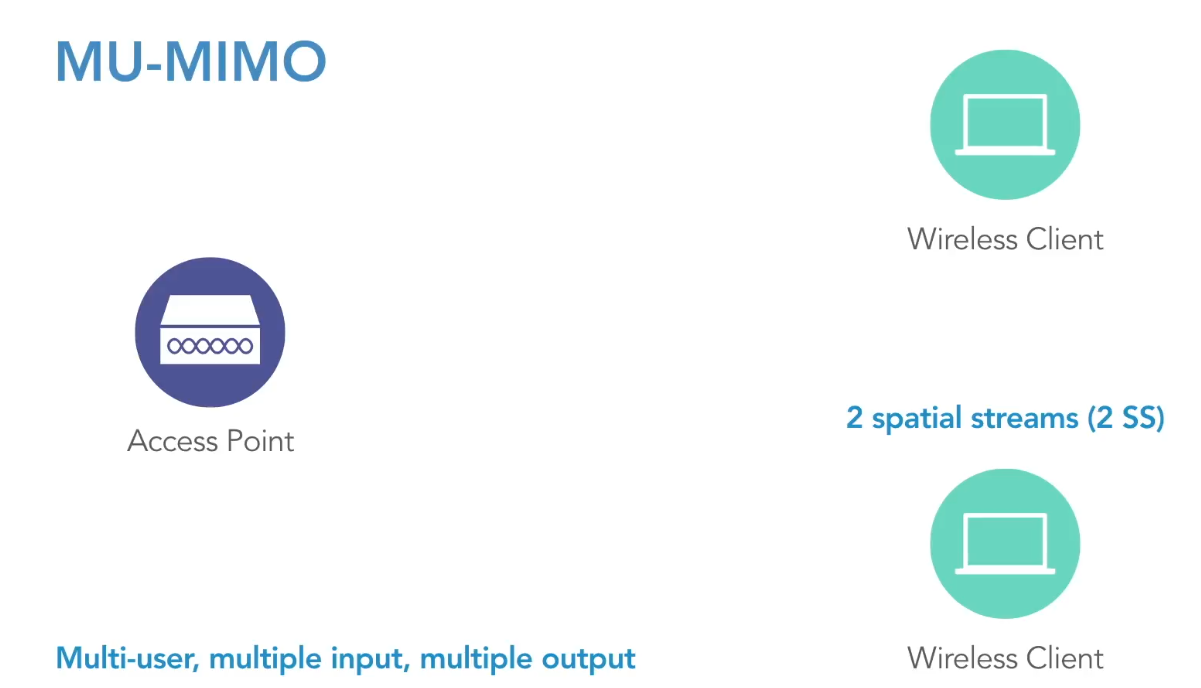 MU-MIMO
Wireless Client
Access Point
2 spatial streams (2 SS)
Multi-user, multiple input, multiple output
Wireless Client